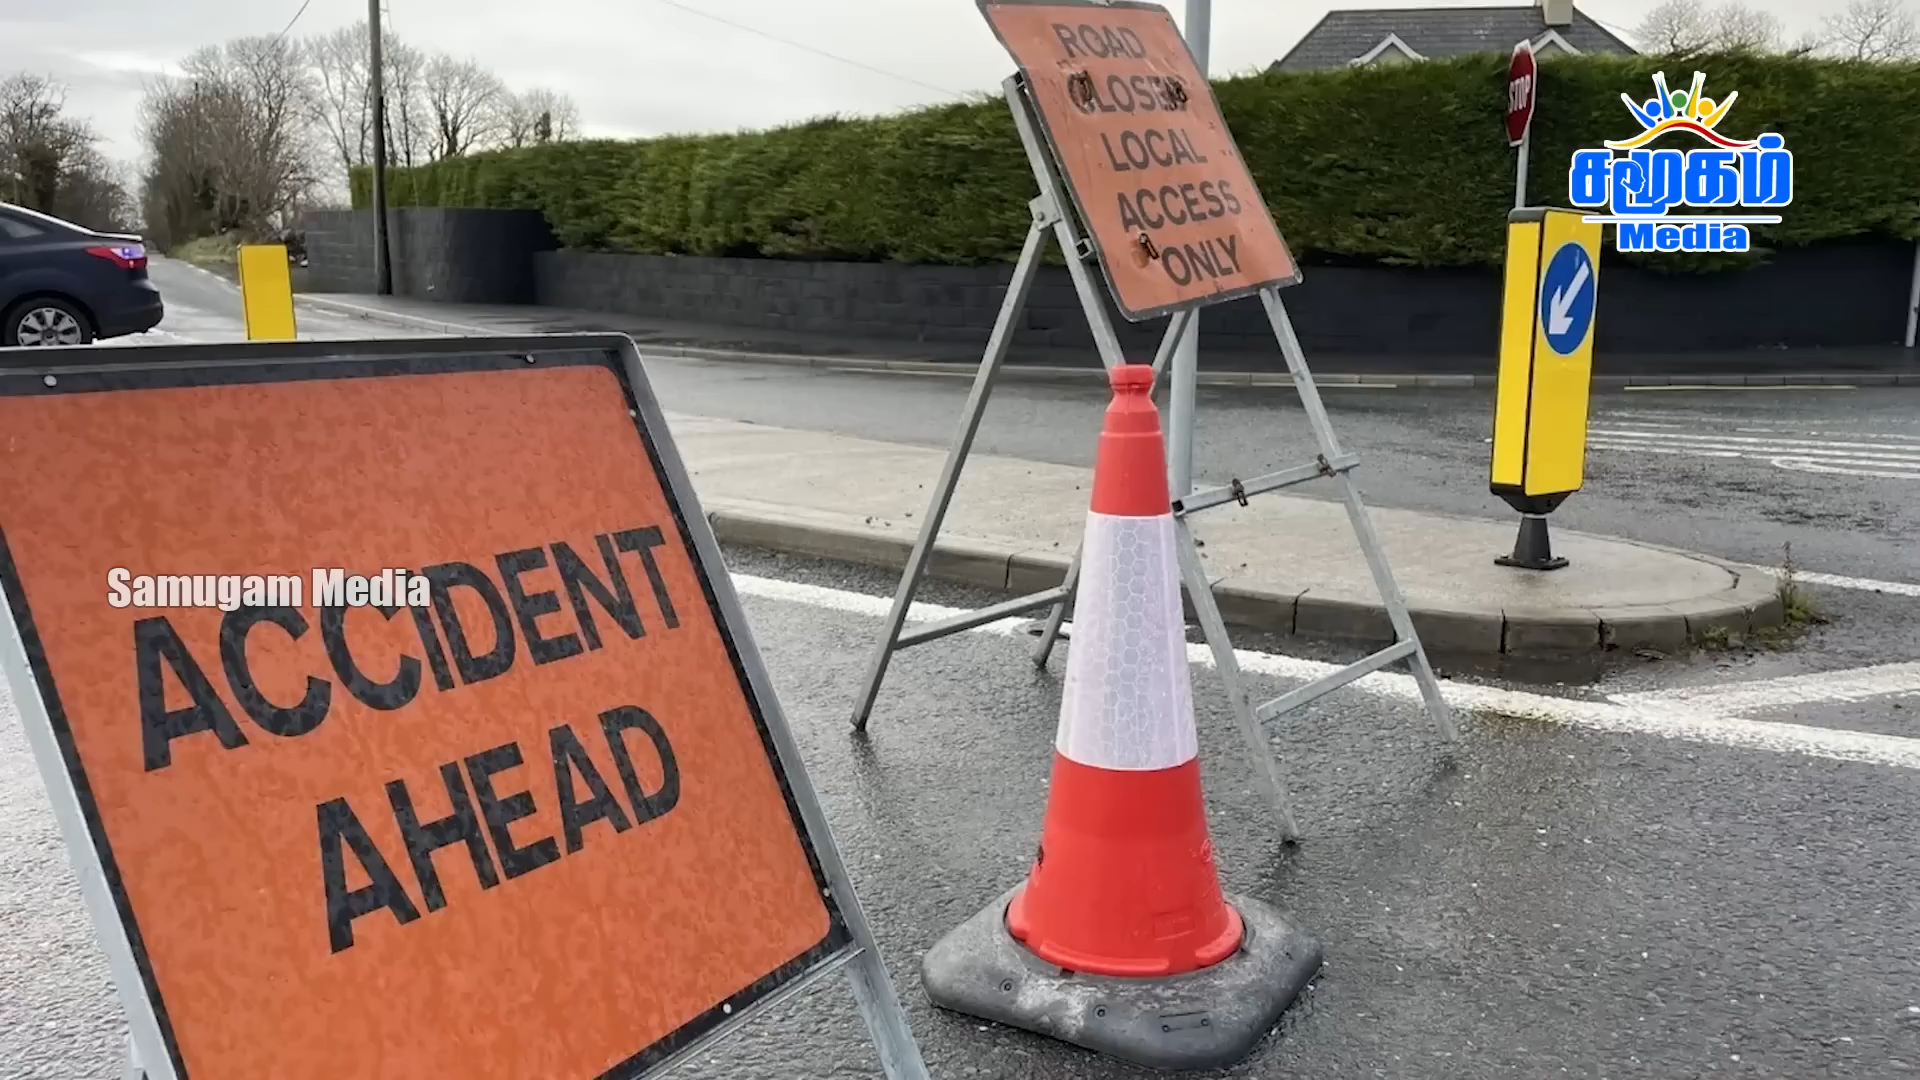 ROAD
CLOSED
LOCAL
ACCESS
ONLY
STOP
சமூகம்
Media
Samugam Media
ACCIDENT
AHEAD